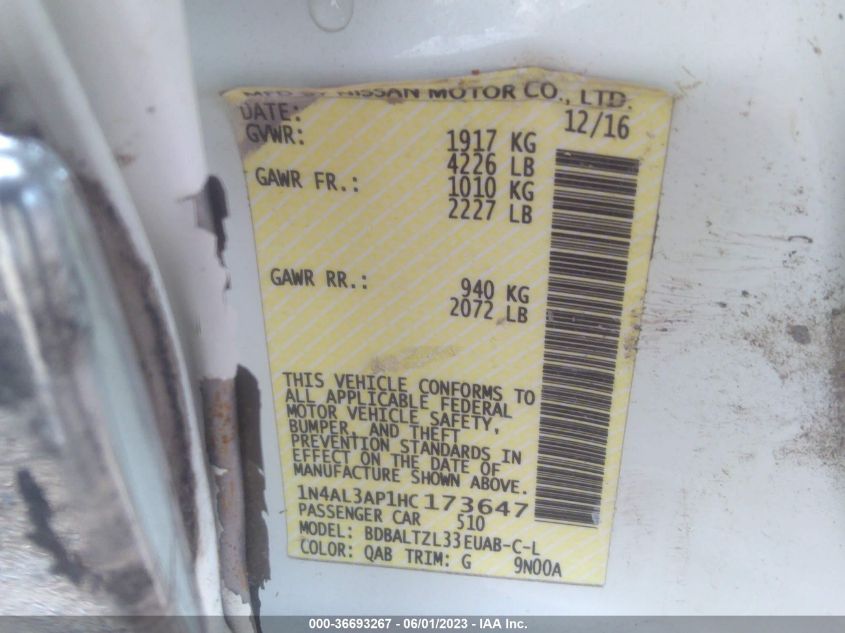 MFD BY NISSAN MOTOR CO., LTD.
DATE: 12/16
GVWR: 1917 KG
4226 LB
GAWR FR.: 1010 KG
2227 LB
GAWR RR.: 940 KG
2072 LB
THIS VEHICLE CONFORMS TO
ALL APPLICABLE FEDERAL
MOTOR VEHICLE SAFETY,
BUMPER, AND THEFT
PREVENTION STANDARDS IN
EFFECT ON THE DATE OF
MANUFACTURE SHOWN ABOVE.
1N4AL3AP1HC173647
PASSENGER CAR 510
MODEL: BDBALTZL33EUAB-C-L
COLOR: QAB TRIM: G 9N00A
000-36693267 - 06/01/2023 - IAA Inc.